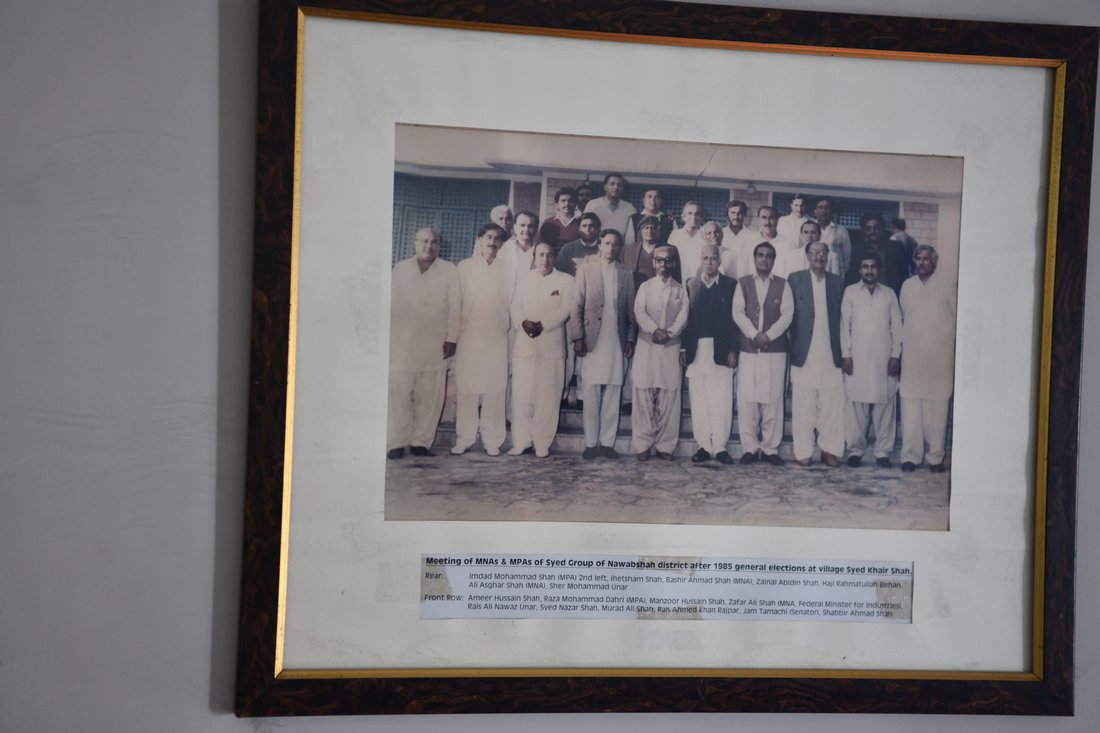 Meeting of MNAs & MPAs of Syed Group of Nawabshah district after 1985 general elections at village Syed Khair Shah.
Rear: Imdad Mohammad Shah (MPA) 2nd left, Ihetsham Shah, Bashir Ahmad Shah (MNA), Zainal Abidin Shah, Haji Rahmatullah Behan,
Ali Asghar Shah (MNA), Sher Mohammad Unar
Front Row: Ameer Hussain Shah, Raza Mohammad Dahri (MPA), Manzoor Hussain Shah, Zafar Ali Shah (MNA, Federal Minister for Industries),
Rais Ali Nawaz Unar, Syed Nazar Shah, Murad Ali Shah, Rais Ahmed Khan Rajpar, Jam Tamachi (Senator), Shabbir Ahmad Shah